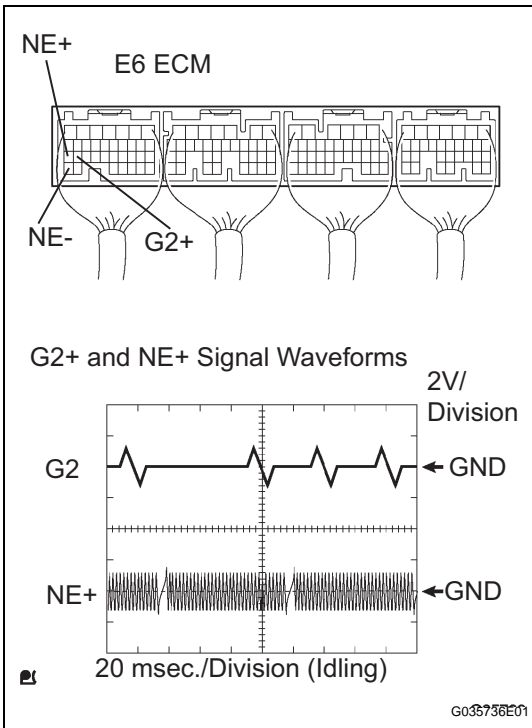 NE+
E6 ECM
NE-
G2+
G2+ and NE+ Signal Waveforms
2V/
Division
G2
GND
NE+
GND
20 msec./Division (Idling)
G035736E01